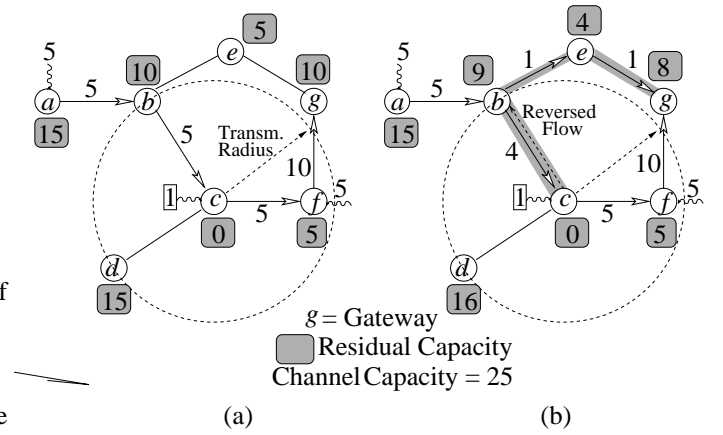 5
5
e
10
10
5
a
5
b
g
15
Transm.
Radius
5
10
1
c
5
f
5
0
5
d
15
4
e
5
1
1
9
8
a
5
b
g
15
Reversed
Flow
4
10
1
c
5
f
5
0
5
d
16
f
g = Gateway
Residual Capacity
Channel Capacity = 25
e
(a)
(b)